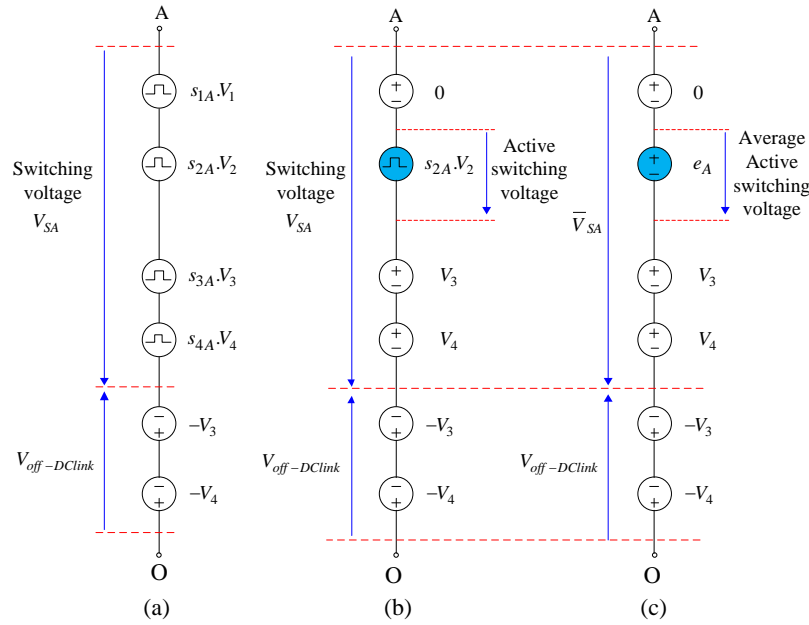 A
s1A.V1
s2A.V2
Switching
voltage
VSA
s3A.V3
s4A.V4
−V3
Voff−DClink
−V4
O
(a)
A
+
−
0
Active
switching
voltage
s2A.V2
Switching
voltage
VSA
+
−
V3
+
−
V4
−
+
−V3
Voff−DClink
−
+
−V4
O
(b)
A
+
−
0
Average
Active
switching
voltage
+
−
eA
V̅SA
+
−
V3
+
−
V4
−
+
−V3
Voff−DClink
−
+
−V4
O
(c)